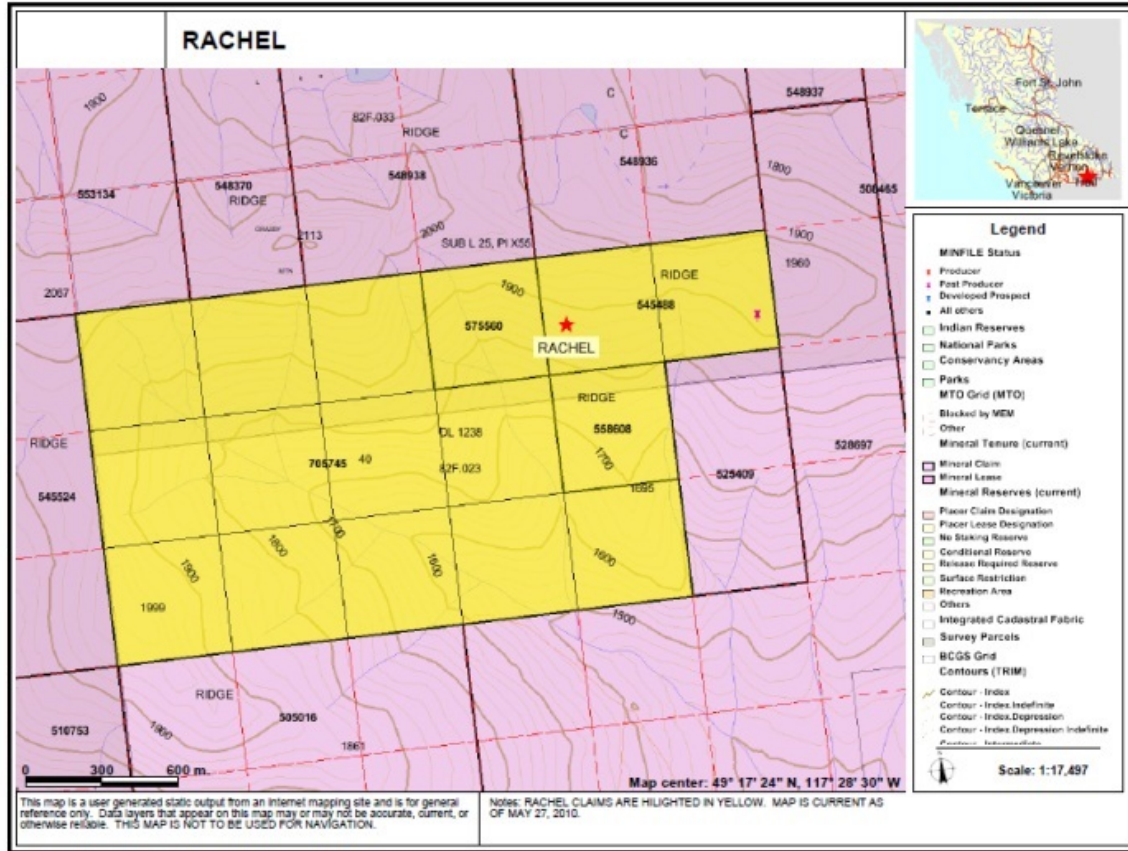 RACHEL
1900
82F.033
RIDGE
C
548937
C
553134
548370
548938
548936
1800
508465
RIDGE
2113
2000
SUB L 25, PI X55
1900
1960
2067
RIDGE
1900
545488
575560
RACHEL
RIDGE
RIDGE
DL 1238
558608
528697
705745
40
82F.023
1700
525409
545524
1695
1700
1800
1600
1600
1900
1999
1500
RIDGE
505016
510753
1900
1861
0 300 600 m.
Map center: 49° 17' 24" N, 117° 28' 30" W
Fort St. John
Terrace
Quesnel
Williams Lake
Revelstoke
Vernon
Vancouver
Trail
Victoria
Legend
MINFILE Status
Producer
Past Producer
Developed Prospect
All others
Indian Reserves
National Parks
Conservancy Areas
Parks
MTO Grid (MTO)
Blocked by MEM
Other
Mineral Tenure (current)
Mineral Claim
Mineral Lease
Mineral Reserves (current)
Placer Claim Designation
Placer Lease Designation
No Staking Reserve
Conditional Reserve
Release Required Reserve
Surface Restriction
Recreation Area
Others
Integrated Cadastral Fabric
Survey Parcels
BCGS Grid
Contours (TRIM)
Contour - Index
Contour - Index.Indefinite
Contour - Index.Depression
Contour - Index.Depression Indefinite
Contour - Intermediate
Scale: 1:17,497
This map is a user generated static output from an Internet mapping site and is for general
reference only. Data layers that appear on this map may or may not be accurate, current, or
otherwise reliable. THIS MAP IS NOT TO BE USED FOR NAVIGATION.
Notes: RACHEL CLAIMS ARE HILIGHTED IN YELLOW. MAP IS CURRENT AS
OF MAY 27, 2010.